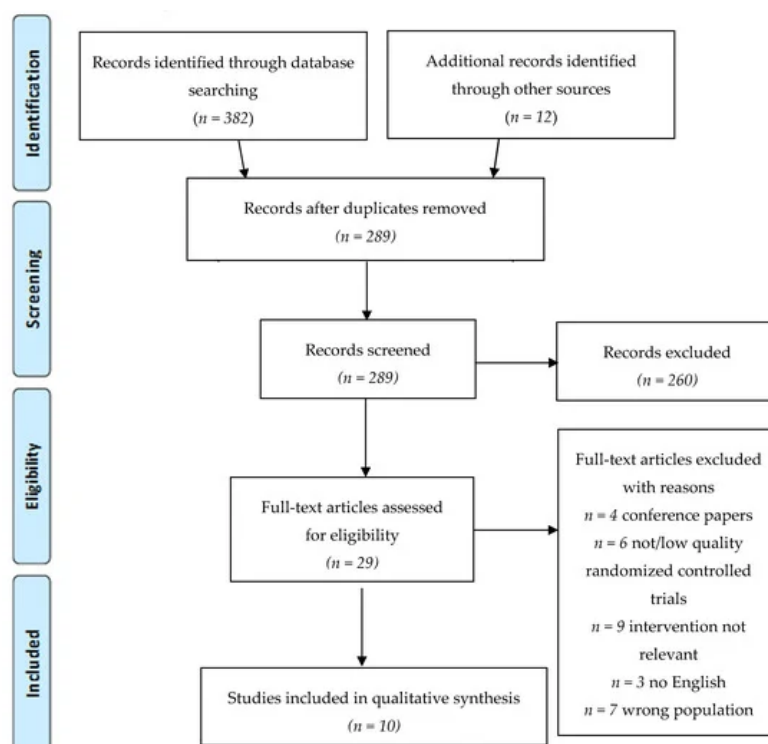 Identification
Records identified through database
searching
(n = 382)
Additional records identified
through other sources
(n = 12)
Records after duplicates removed
(n = 289)
Screening
Records screened
(n = 289)
Records excluded
(n = 260)
Eligibility
Full-text articles assessed
for eligibility
(n = 29)
Full-text articles excluded
with reasons
n = 4 conference papers
n = 6 not/low quality
randomized controlled
trials
n = 9 intervention not
relevant
n = 3 no English
n = 7 wrong population
Included
Studies included in qualitative synthesis
(n = 10)